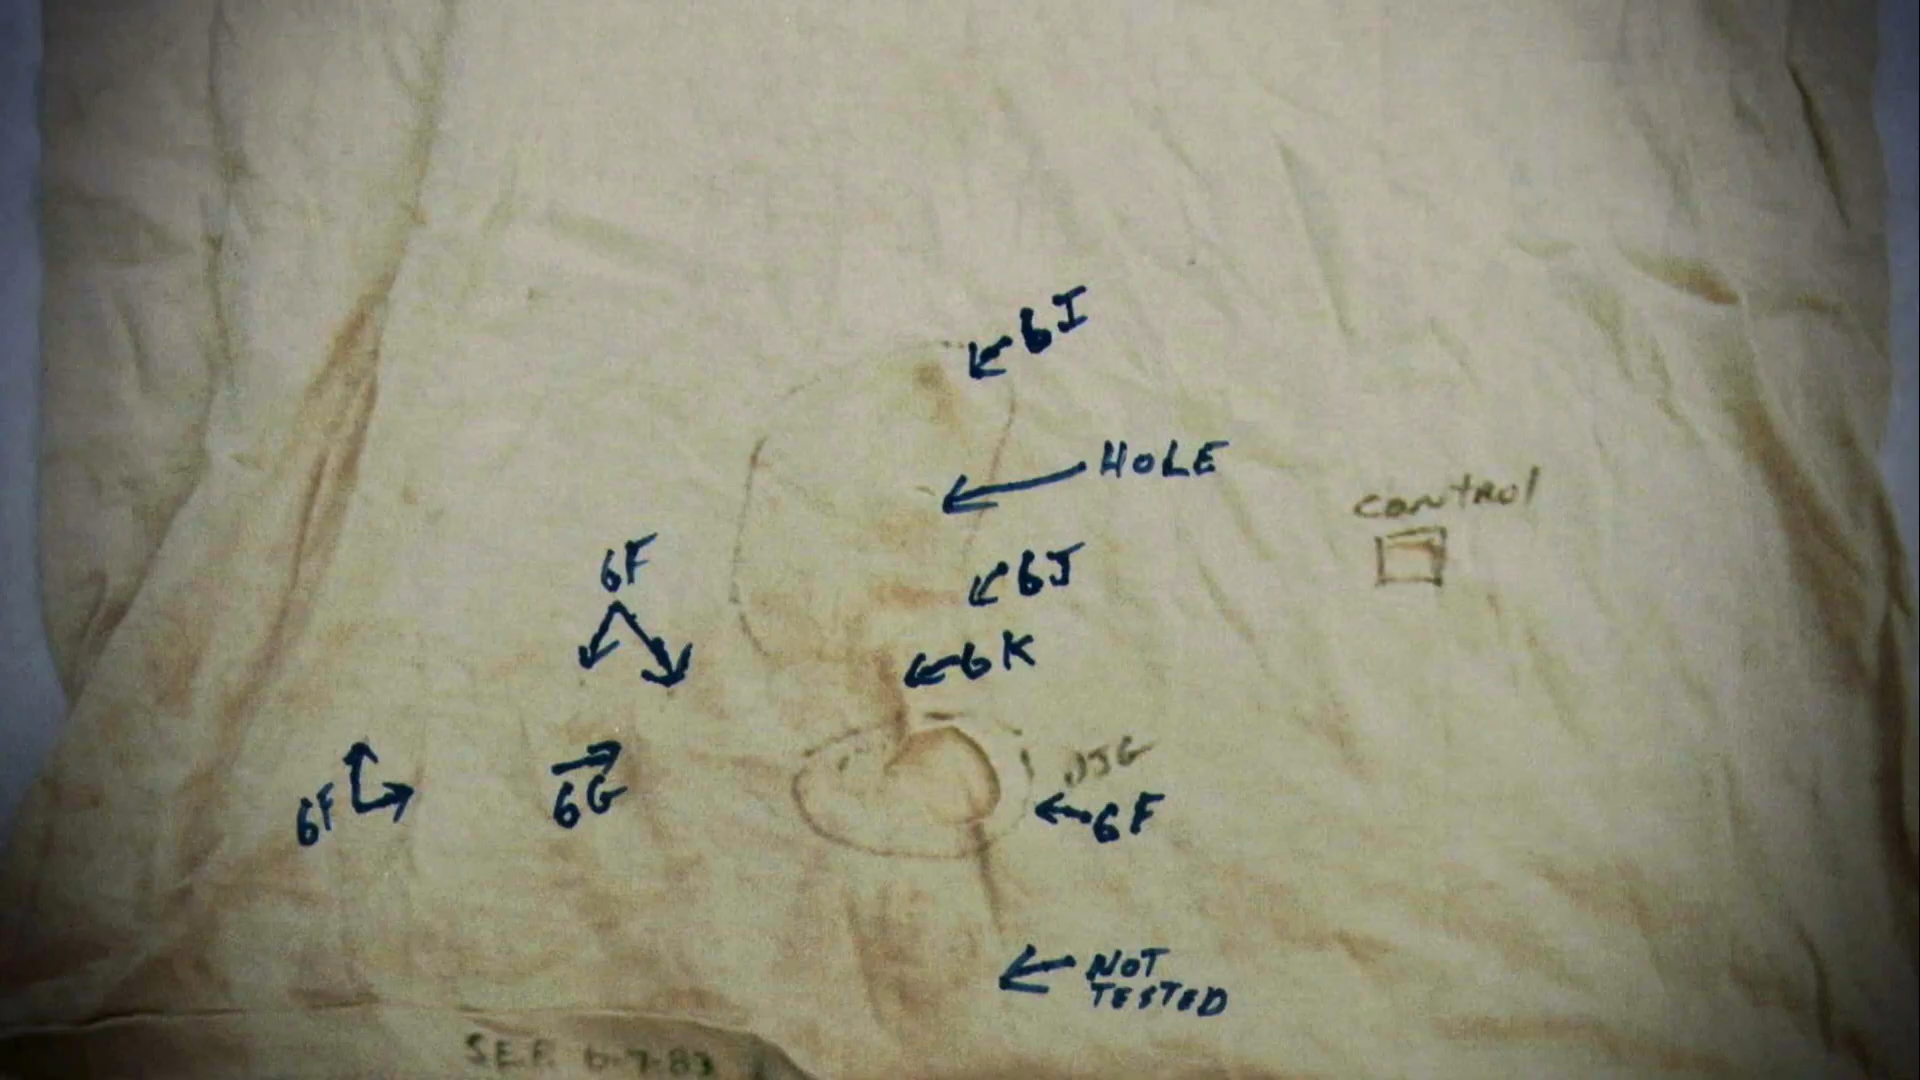 6I
HOLE
control
6F
6J
6K
DJG
6F
6G
6F
NOT
TESTED
S.E.F. 6-7-83